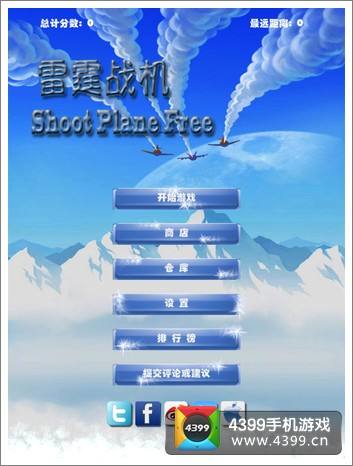 总计分数: 0 最远距离: 0
雷霆战机
Shoot Plane Free
开始游戏
商店
仓库
设置
排行榜
提交评论或建议
4399 4399手机游戏
www.4399.cn